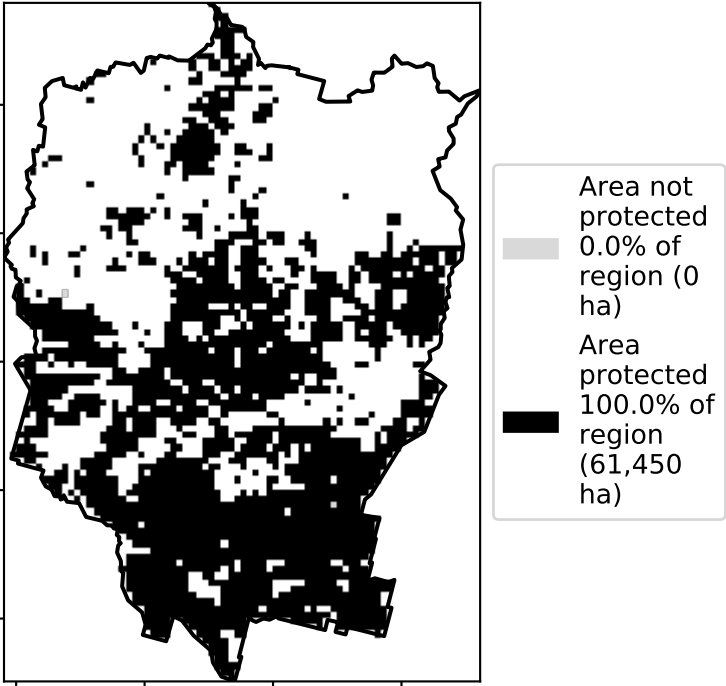 Area not
protected
0.0% of
region (0
ha)
Area
protected
100.0% of
region
(61,450
ha)